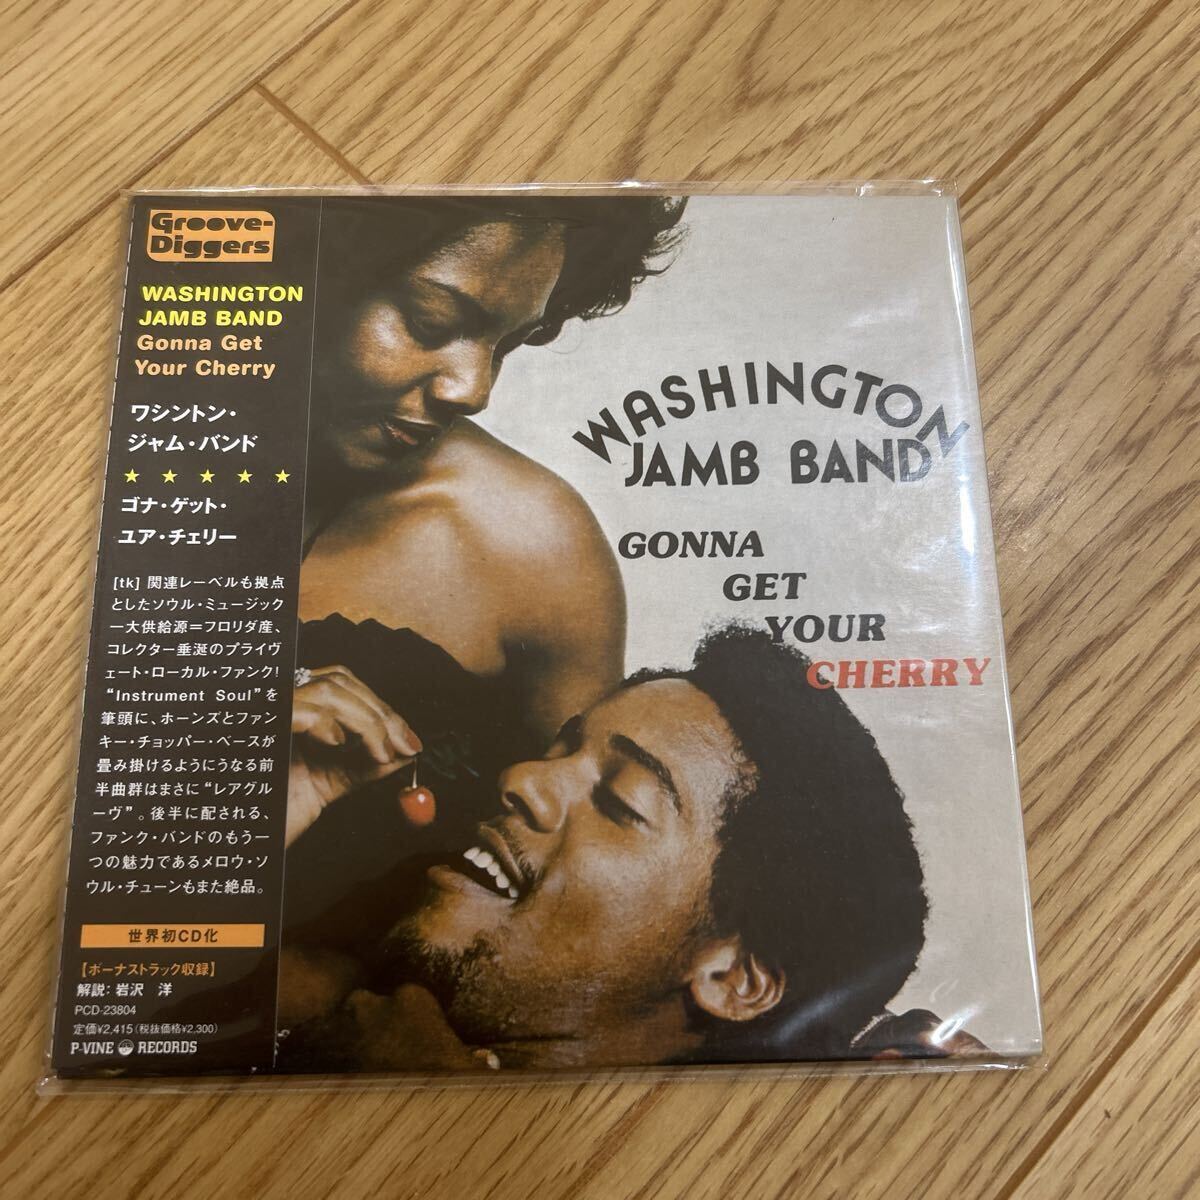 Groove-
Diggers
WASHINGTON
JAMB BAND
Gonna Get
Your Cherry
ワシントン・
ジャム・バンド
★ ★ ★ ★ ★
ゴナ・ゲット・
ユア・チェリー
[tk] 関連レーベルも拠点
としたソウル・ミュージック
一大供給源=フロリダ産、
コレクター垂涎のプライヴ
ェート・ローカル・ファンク!
“Instrument Soul”を
筆頭に、ホーンズとファン
キー・チョッパー・ベースが
畳み掛けるようにうなる前
半曲群はまさに“レアグル
ーヴ”。後半に配される、
ファンク・バンドのもう一
つの魅力であるメロウ・ソ
ウル・チューンもまた絶品。
世界初CD化
【ボーナストラック収録】
解説: 岩沢 洋
PCD-23804
定価¥2,415(税抜価格¥2,300)
P-VINE RECORDS
WASHINGTON
JAMB BAND
GONNA
GET
YOUR
CHERRY